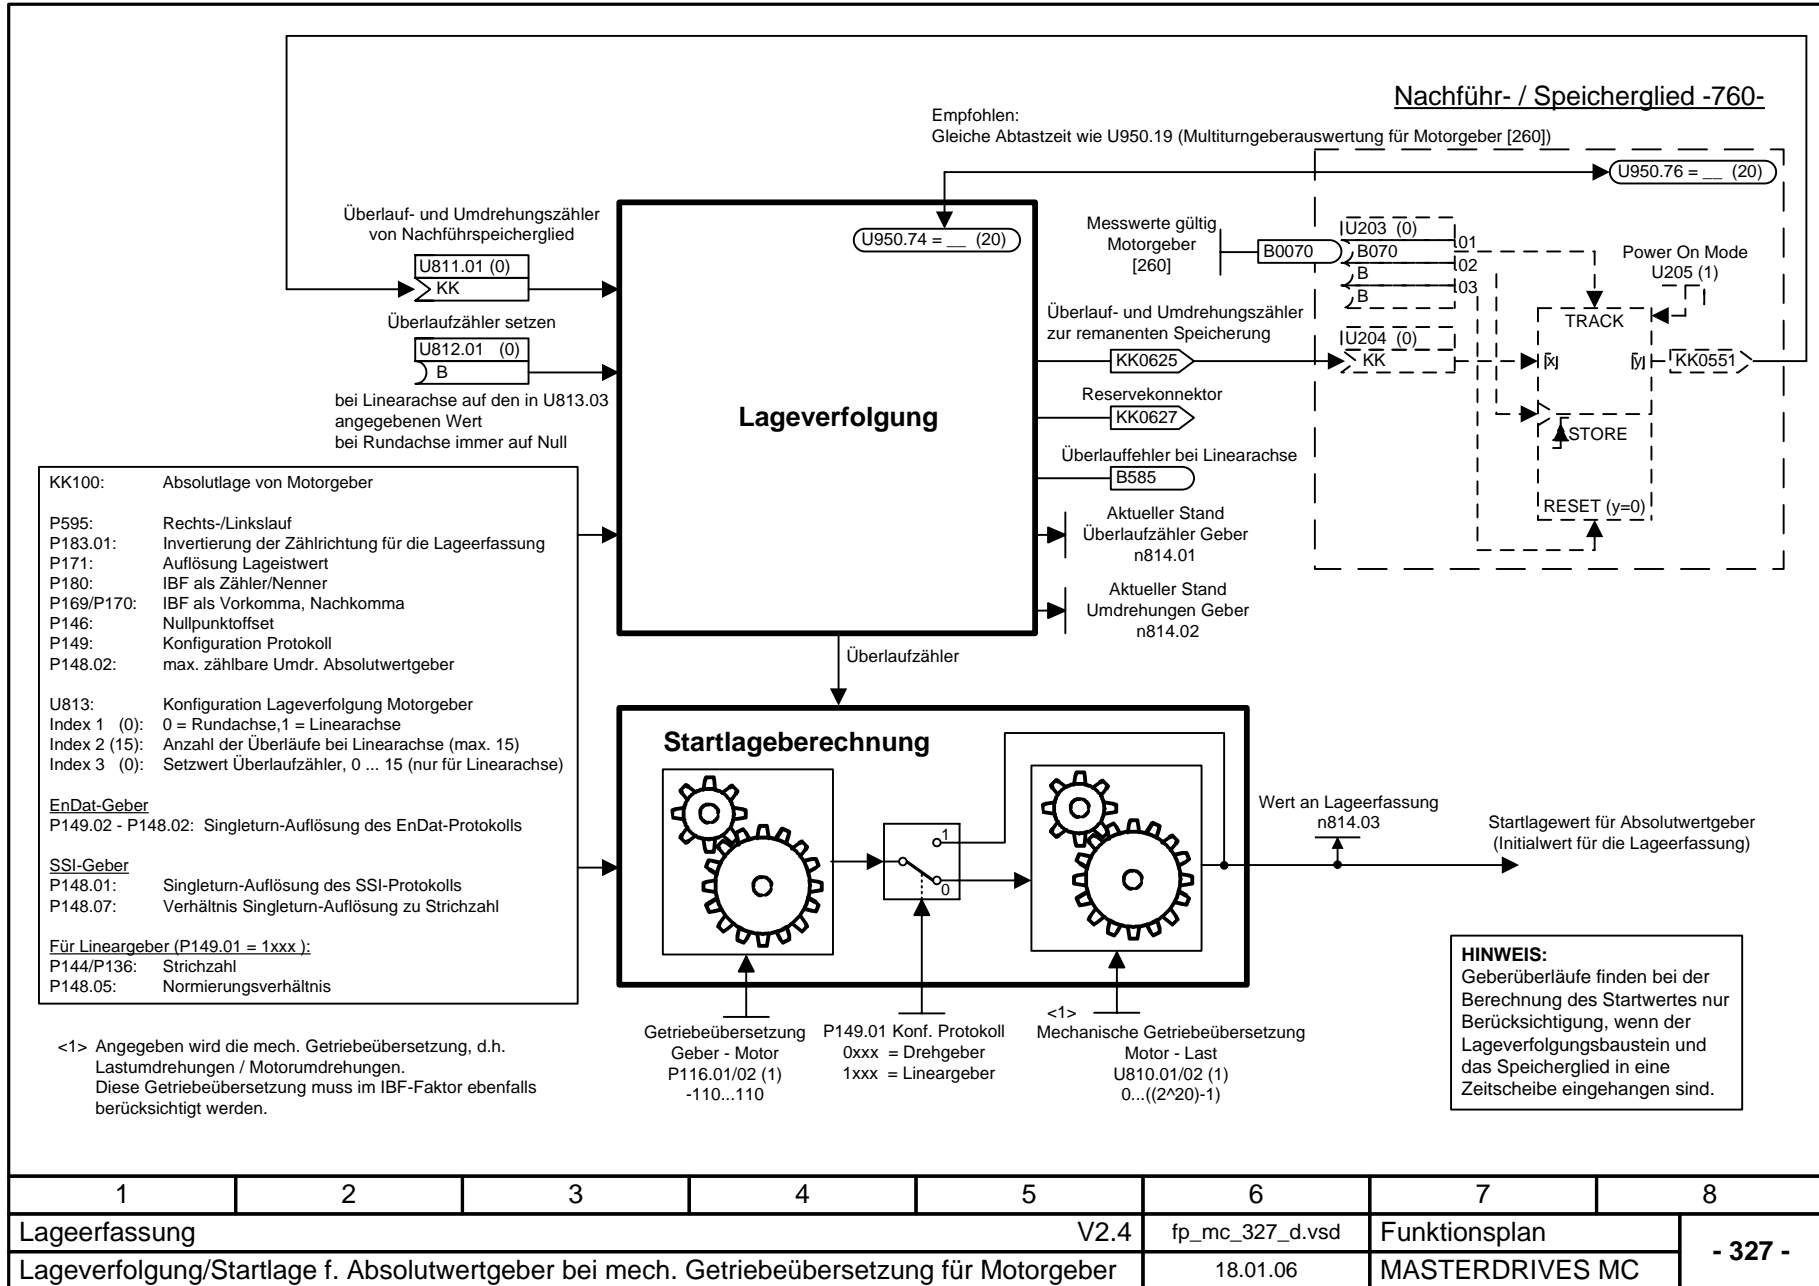 Nachführ- / Speicherglied -760-
Empfohlen:
Gleiche Abtastzeit wie U950.19 (Multiturngeberauswertung für Motorgeber [260])
U950.76 = __ (20)
Überlauf- und Umdrehungszähler
von Nachführspeicherglied
U811.01 (0)
KK
Überlaufzähler setzen
U812.01 (0)
B
bei Linearachse auf den in U813.03
angegebenen Wert
bei Rundachse immer auf Null
U950.74 = __ (20)
Lageverfolgung
Messwerte gültig
Motorgeber
[260]
B0070
U203 (0)
B070
.01
B
.02
B
.03
Power On Mode
U205 (1)
Überlauf- und Umdrehungszähler
zur remanenten Speicherung
KK0625
U204 (0)
KK
TRACK
x
y
KK0551
STORE
RESET (y=0)
Reservekonnektor
KK0627
Überlauffehler bei Linearachse
B585
Aktueller Stand
Überlaufzähler Geber
n814.01
Aktueller Stand
Umdrehungen Geber
n814.02
KK100: Absolutlage von Motorgeber
P595: Rechts-/Linkslauf
P183.01: Invertierung der Zählrichtung für die Lageerfassung
P171: Auflösung Lageistwert
P180: IBF als Zähler/Nenner
P169/P170: IBF als Vorkomma, Nachkomma
P146: Nullpunktoffset
P149: Konfiguration Protokoll
P148.02: max. zählbare Umdr. Absolutwertgeber
U813: Konfiguration Lageverfolgung Motorgeber
Index 1 (0): 0 = Rundachse,1 = Linearachse
Index 2 (15): Anzahl der Überläufe bei Linearachse (max. 15)
Index 3 (0): Setzwert Überlaufzähler, 0 ... 15 (nur für Linearachse)
EnDat-Geber
P149.02 - P148.02: Singleturn-Auflösung des EnDat-Protokolls
SSI-Geber
P148.01: Singleturn-Auflösung des SSI-Protokolls
P148.07: Verhältnis Singleturn-Auflösung zu Strichzahl
Für Lineargeber (P149.01 = 1xxx ):
P144/P136: Strichzahl
P148.05: Normierungsverhältnis
Überlaufzähler
Startlageberechnung
1
0
Wert an Lageerfassung
n814.03
Startlagewert für Absolutwertgeber
(Initialwert für die Lageerfassung)
<1> Angegeben wird die mech. Getriebeübersetzung, d.h.
Lastumdrehungen / Motorumdrehungen.
Diese Getriebeübersetzung muss im IBF-Faktor ebenfalls
berücksichtigt werden.
Getriebeübersetzung
Geber - Motor
P116.01/02 (1)
-110...110
P149.01 Konf. Protokoll
0xxx = Drehgeber
1xxx = Lineargeber
<1>
Mechanische Getriebeübersetzung
Motor - Last
U810.01/02 (1)
0...((2^20)-1)
HINWEIS:
Geberüberläufe finden bei der
Berechnung des Startwertes nur
Berücksichtigung, wenn der
Lageverfolgungsbaustein und
das Speicherglied in eine
Zeitscheibe eingehangen sind.
1 2 3 4 5 6 7 8
Lageerfassung V2.4 fp_mc_327_d.vsd Funktionsplan
- 327 -
Lageverfolgung/Startlage f. Absolutwertgeber bei mech. Getriebeübersetzung für Motorgeber 18.01.06 MASTERDRIVES MC